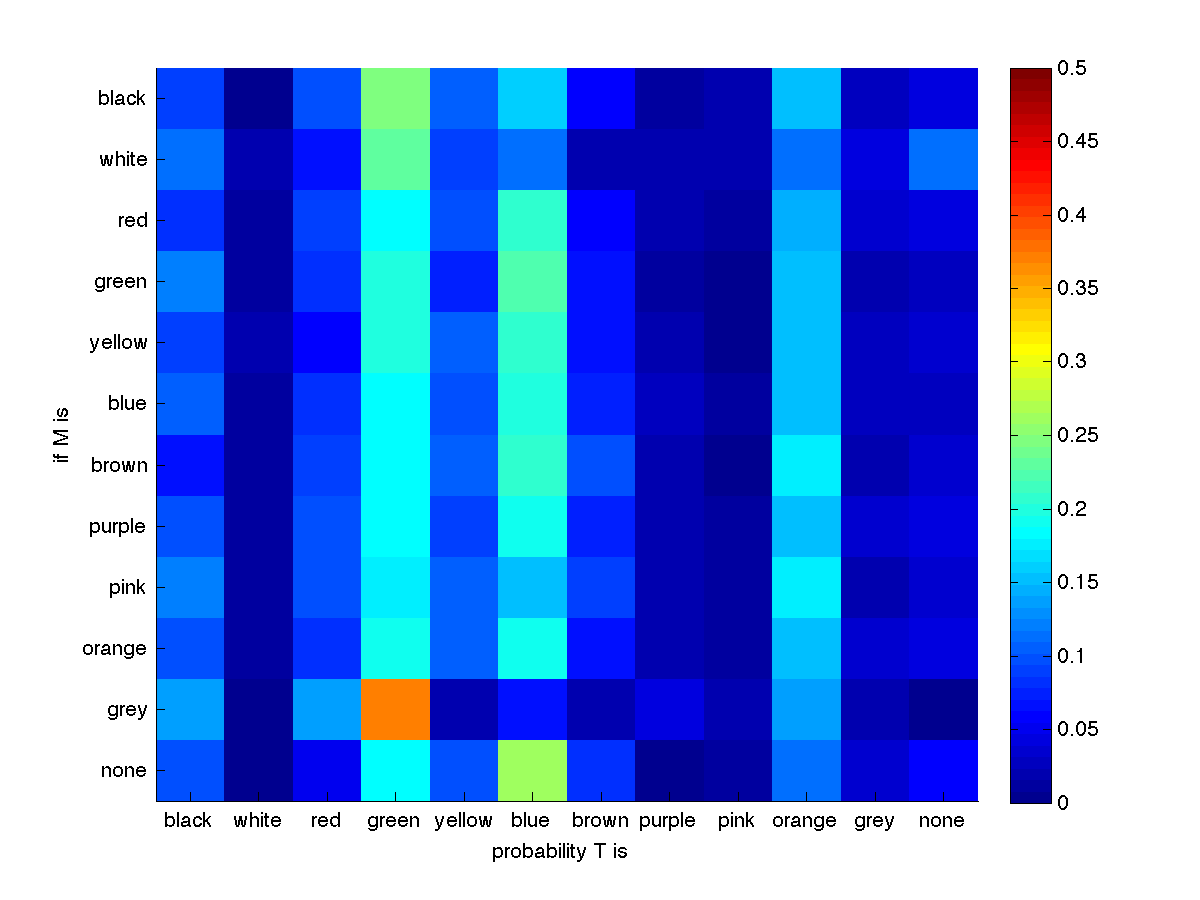 black
white
red
green
yellow
blue
brown
purple
pink
orange
grey
none
if M is
black white red green yellow blue brown purple pink orange grey none
probability T is
0.5
0.45
0.4
0.35
0.3
0.25
0.2
0.15
0.1
0.05
0